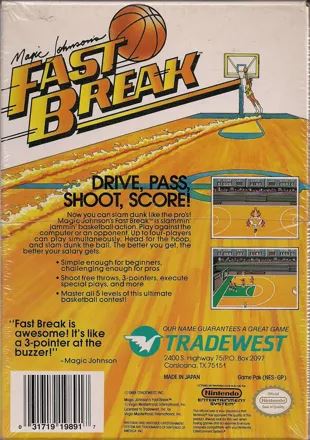 Magic Johnson's
FAST
BREAK
DRIVE, PASS,
SHOOT, SCORE!
Now you can slam dunk like the pros!
Magic Johnson's Fast Break™ is slammin'
jammin' basketball action. Play against the
computer or an opponent. Up to four-players
can play simultaneously. Head for the hoop,
and slam dunk the ball. The better you get, the
better your salary gets.
• Simple enough for beginners,
challenging enough for pros
• Shoot free throws, 3-pointers, execute
special plays, and more
• Master all 5 levels of this ultimate
basketball contest!
"Fast Break is
awesome! It's like
a 3-pointer at the
buzzer!"
-Magic Johnson
OUR NAME GUARANTEES A GREAT GAME
TRADEWEST
2400 S. Highway 75/P.O. Box 2097
Corsicana, TX 75151
MADE IN JAPAN
Game Pak (NES-GP)
LICENSED BY
Nintendo
ENTERTAINMENT
Official
Nintendo
0 31719 19891 7